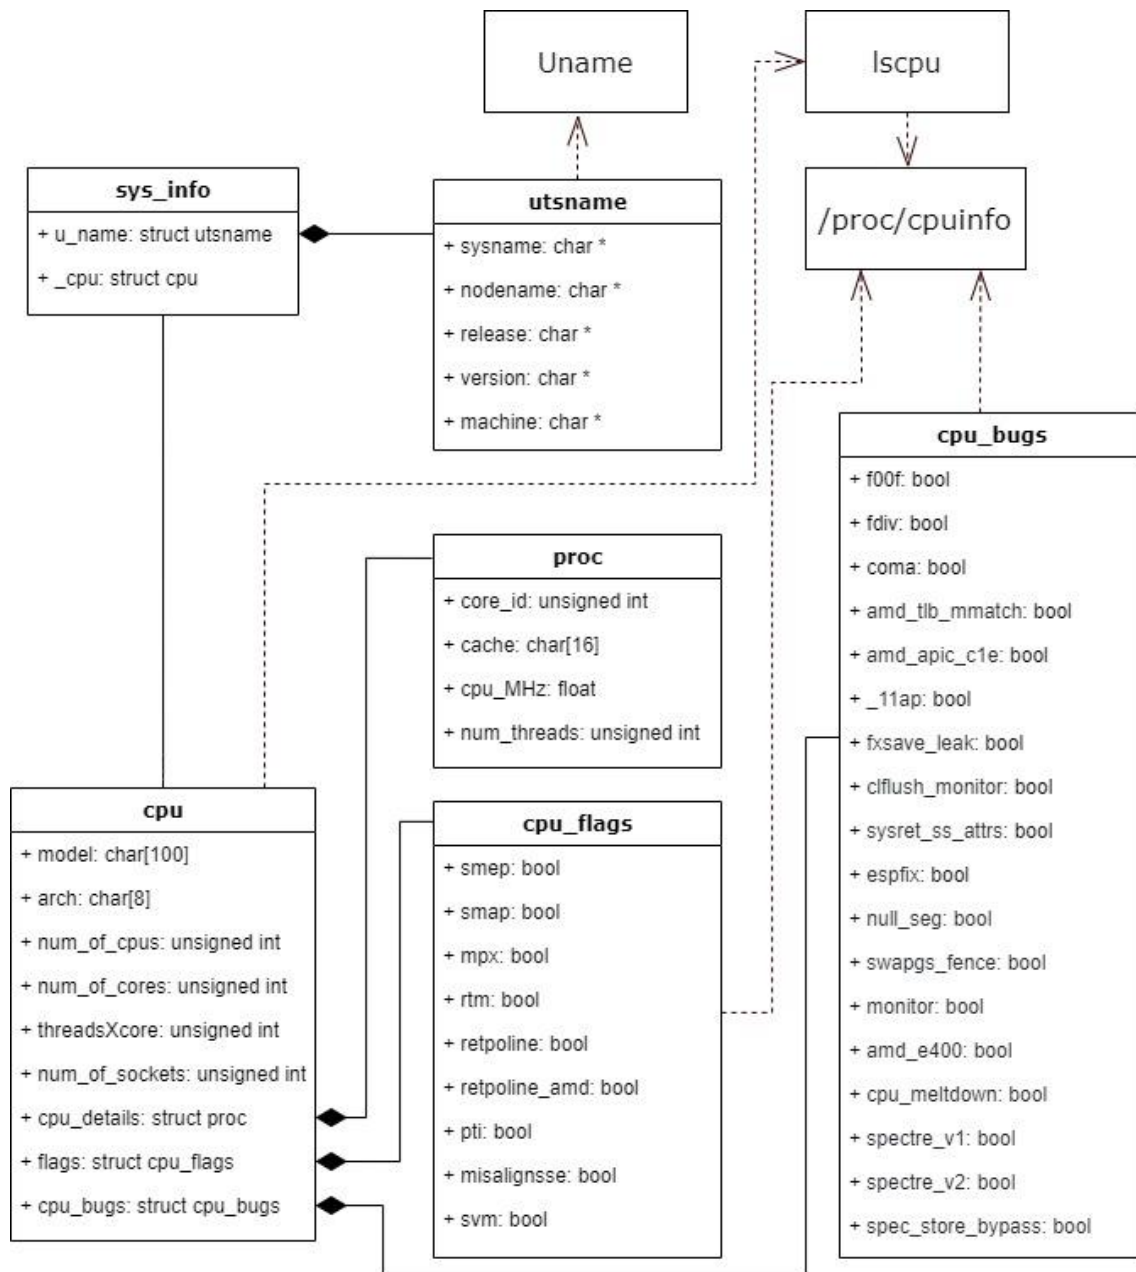 Uname
lscpu
/proc/cpuinfo
sys_info
+ u_name: struct utsname
+ _cpu: struct cpu
utsname
+ sysname: char *
+ nodename: char *
+ release: char *
+ version: char *
+ machine: char *
cpu_bugs
+ f00f: bool
+ fdiv: bool
+ coma: bool
+ amd_tlb_mmatch: bool
+ amd_apic_c1e: bool
+ _11ap: bool
+ fxsave_leak: bool
+ clflush_monitor: bool
+ sysret_ss_attrs: bool
+ espfix: bool
+ null_seg: bool
+ swapgs_fence: bool
+ monitor: bool
+ amd_e400: bool
+ cpu_meltdown: bool
+ spectre_v1: bool
+ spectre_v2: bool
+ spec_store_bypass: bool
proc
+ core_id: unsigned int
+ cache: char[16]
+ cpu_MHz: float
+ num_threads: unsigned int
cpu
+ model: char[100]
+ arch: char[8]
+ num_of_cpus: unsigned int
+ num_of_cores: unsigned int
+ threadsXcore: unsigned int
+ num_of_sockets: unsigned int
+ cpu_details: struct proc
+ flags: struct cpu_flags
+ cpu_bugs: struct cpu_bugs
cpu_flags
+ smep: bool
+ smap: bool
+ mpx: bool
+ rtm: bool
+ retpoline: bool
+ retpoline_amd: bool
+ pti: bool
+ misalignsse: bool
+ svm: bool